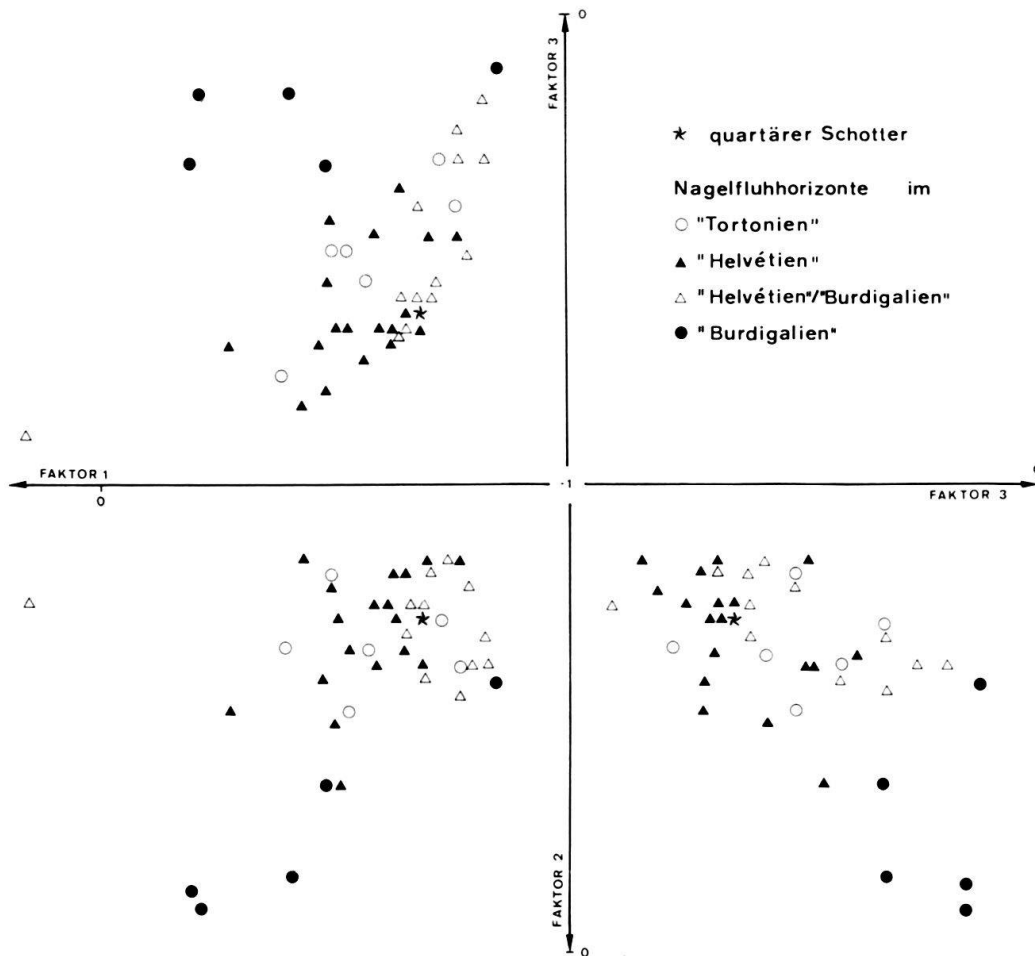 0
FAKTOR 3
★ quartärer Schotter
Nagelfluhhorizonte im
○ "Tortonien"
▲ "Helvétien"
△ "Helvétien"/"Burdigalien"
● "Burdigalien"
FAKTOR 1
0
-1
0
FAKTOR 3
FAKTOR 2
0